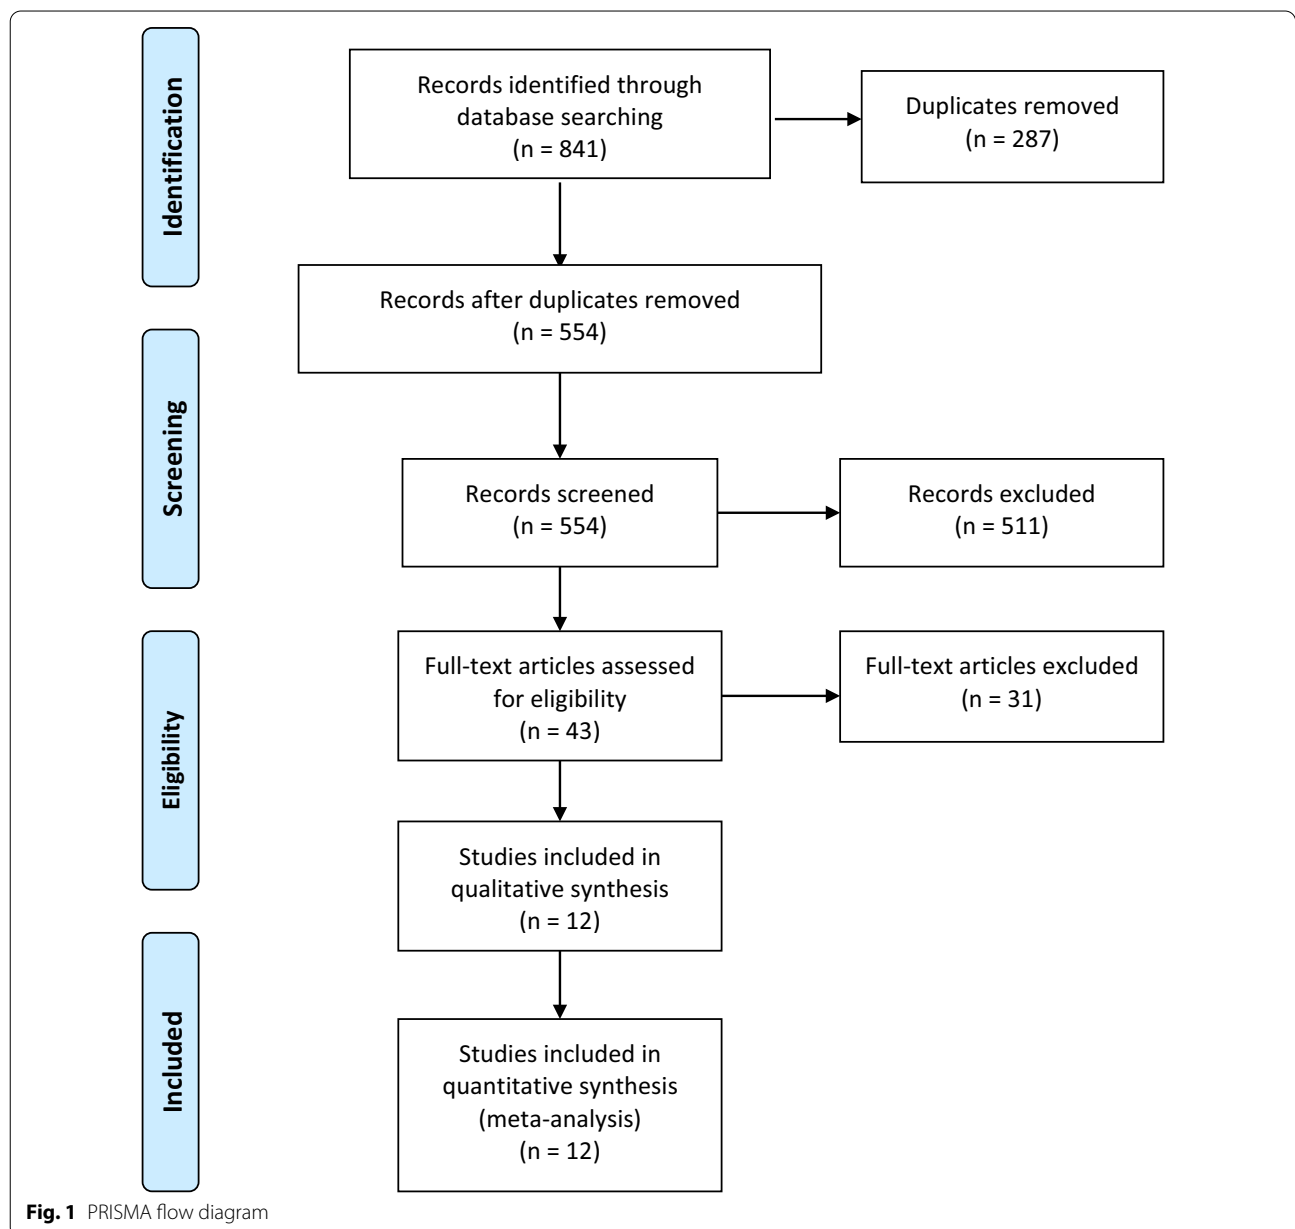 Identification
Records identified through
database searching
(n = 841)
Duplicates removed
(n = 287)
Records after duplicates removed
(n = 554)
Screening
Records screened
(n = 554)
Records excluded
(n = 511)
Eligibility
Full-text articles assessed
for eligibility
(n = 43)
Full-text articles excluded
(n = 31)
Studies included in
qualitative synthesis
(n = 12)
Included
Studies included in
quantitative synthesis
(meta-analysis)
(n = 12)
Fig. 1 PRISMA flow diagram